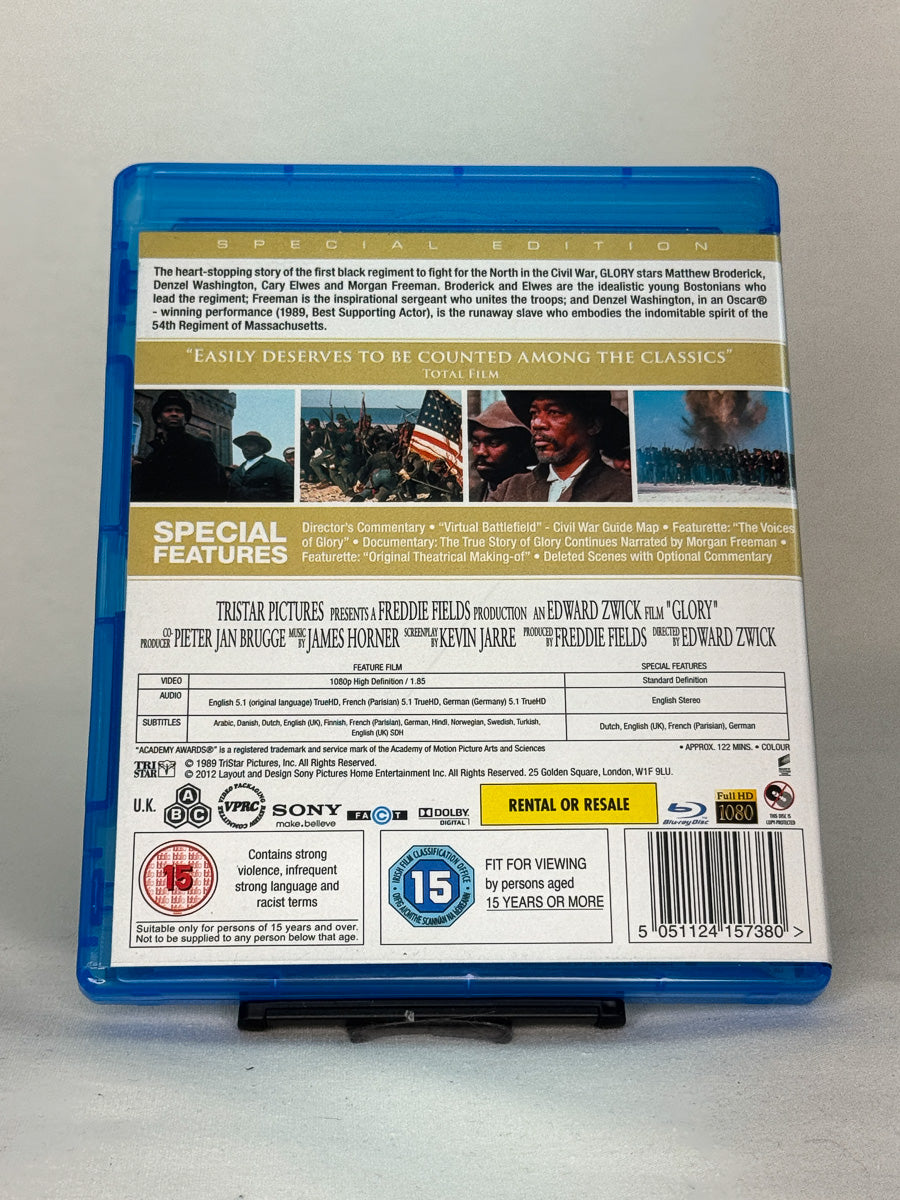 SPECIAL EDITION
The heart-stopping story of the first black regiment to fight for the North in the Civil War, GLORY stars Matthew Broderick,
Denzel Washington, Cary Elwes and Morgan Freeman. Broderick and Elwes are the idealistic young Bostonians who
lead the regiment; Freeman is the inspirational sergeant who unites the troops; and Denzel Washington, in an Oscar®
- winning performance (1989, Best Supporting Actor), is the runaway slave who embodies the indomitable spirit of the
54th Regiment of Massachusetts.
"EASILY DESERVES TO BE COUNTED AMONG THE CLASSICS"
TOTAL FILM
SPECIAL FEATURES
Director's Commentary • "Virtual Battlefield" - Civil War Guide Map • Featurette: "The Voices
of Glory" • Documentary: The True Story of Glory Continues Narrated by Morgan Freeman •
Featurette: "Original Theatrical Making-of" • Deleted Scenes with Optional Commentary
TRISTAR PICTURES PRESENTS A FREDDIE FIELDS PRODUCTION AN EDWARD ZWICK FILM "GLORY"
CO-PRODUCER PIETER JAN BRUGGE MUSIC BY JAMES HORNER SCREENPLAY BY KEVIN JARRE PRODUCED BY FREDDIE FIELDS DIRECTED BY EDWARD ZWICK
FEATURE FILM SPECIAL FEATURES
VIDEO 1080p High Definition / 1.85 Standard Definition
AUDIO English 5.1 (original language) TrueHD, French (Parisian) 5.1 TrueHD, German (Germany) 5.1 TrueHD English Stereo
SUBTITLES Arabic, Danish, Dutch, English (UK), Finnish, French (Parisian), German, Hindi, Norwegian, Swedish, Turkish, Dutch, English (UK), French (Parisian), German
English (UK) SDH
"ACADEMY AWARDS®" is a registered trademark and service mark of the Academy of Motion Picture Arts and Sciences • APPROX. 122 MINS. • COLOUR
TRI STAR
© 1989 TriStar Pictures, Inc. All Rights Reserved.
© 2012 Layout and Design Sony Pictures Home Entertainment Inc. All Rights Reserved. 25 Golden Square, London, W1F 9LU.
U.K. A B C
VIDEO PACKAGING REVIEW COMMITTEE VPRC
SONY
make.believe
FACT
DOLBY
DIGITAL
RENTAL OR RESALE
Blu-ray Disc
Full HD
1080
THIS DISC IS
COPY-PROTECTED
15
Contains strong
violence, infrequent
strong language and
racist terms
Suitable only for persons of 15 years and over.
Not to be supplied to any person below that age.
IRISH FILM CLASSIFICATION OFFICE
15
FIT FOR VIEWING
by persons aged
15 YEARS OR MORE
5 051124 157380 >